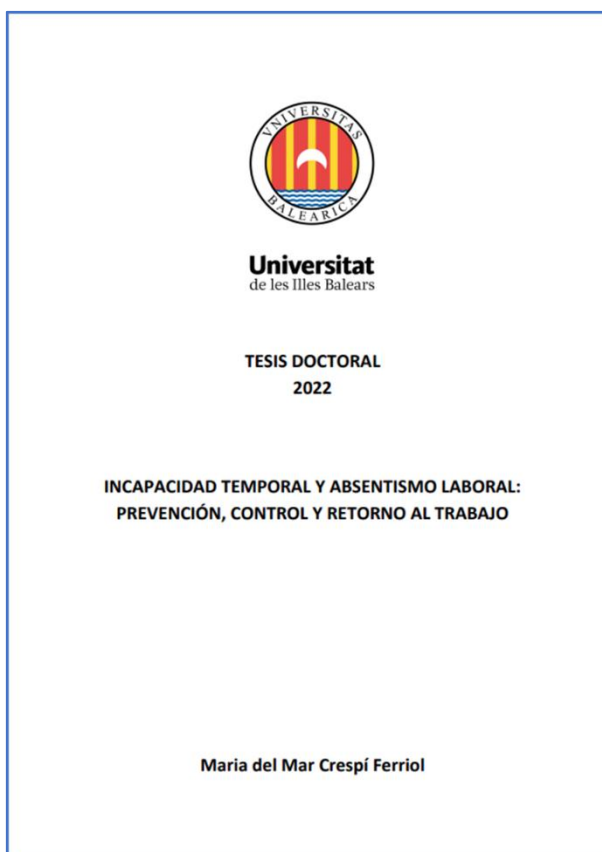 VNIVERSITAS
BALEARICA
Universitat
de les Illes Balears
TESIS DOCTORAL
2022
INCAPACIDAD TEMPORAL Y ABSENTISMO LABORAL:
PREVENCIÓN, CONTROL Y RETORNO AL TRABAJO
Maria del Mar Crespí Ferriol